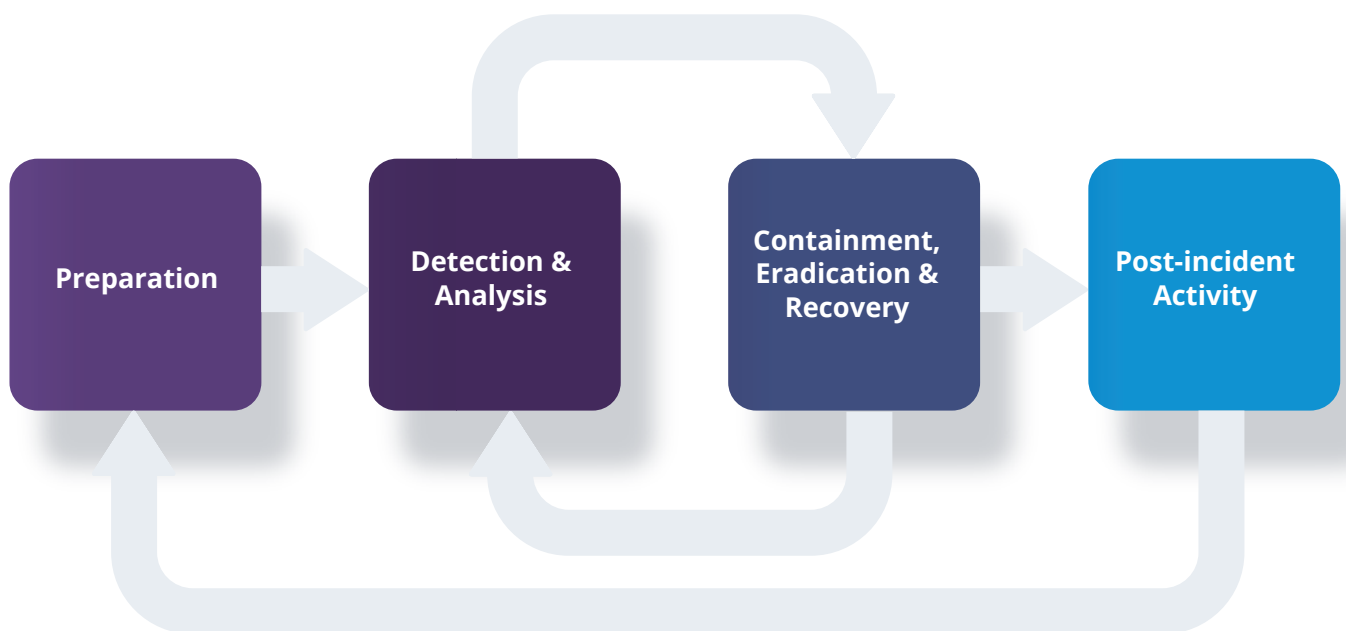 Preparation
Detection &
Analysis
Containment,
Eradication &
Recovery
Post-incident
Activity